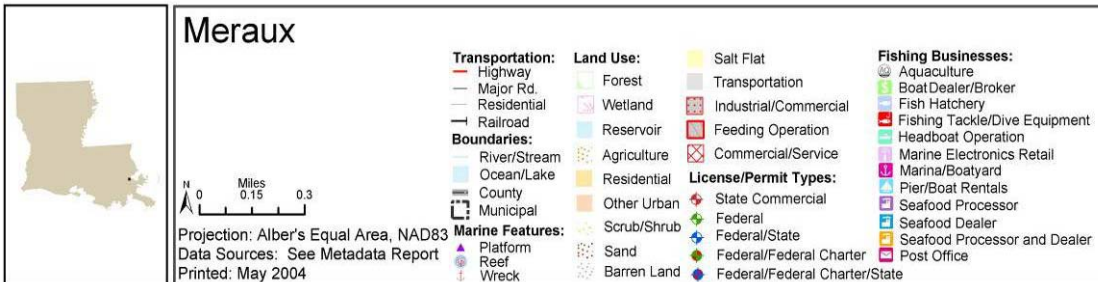 Meraux
N
Miles
0 0.15 0.3
Projection: Alber's Equal Area, NAD83
Data Sources: See Metadata Report
Printed: May 2004
Transportation:
Highway
Major Rd.
Residential
Railroad
Boundaries:
River/Stream
Ocean/Lake
County
Municipal
Marine Features:
Platform
Reef
Wreck
Land Use:
Forest
Wetland
Reservoir
Agriculture
Residential
Other Urban
Scrub/Shrub
Sand
Barren Land
Salt Flat
Transportation
Industrial/Commercial
Feeding Operation
Commercial/Service
License/Permit Types:
State Commercial
Federal
Federal/State
Federal/Federal Charter
Federal/Federal Charter/State
Fishing Businesses:
Aquaculture
Boat Dealer/Broker
Fish Hatchery
Fishing Tackle/Dive Equipment
Headboat Operation
Marine Electronics Retail
Marina/Boatyard
Pier/Boat Rentals
Seafood Processor
Seafood Dealer
Seafood Processor and Dealer
Post Office